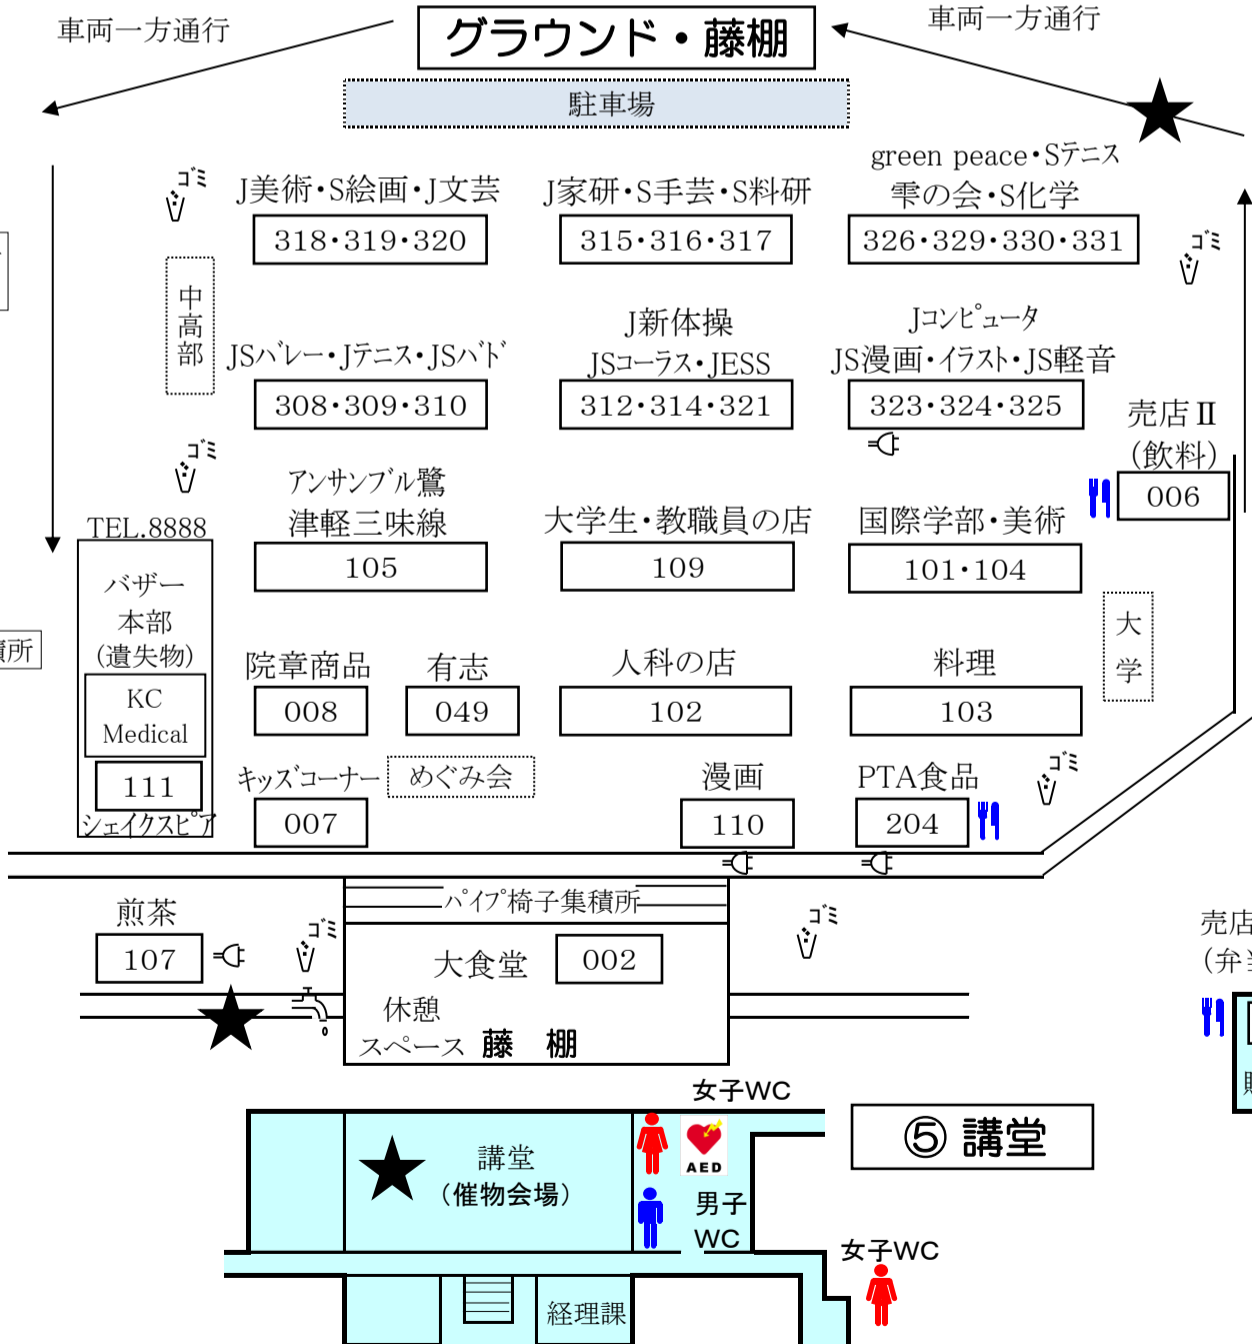 車両一方通行
グラウンド・藤棚
車両一方通行
駐車場
ゴミ
J美術・S絵画・J文芸
318・319・320
J家研・S手芸・S料研
315・316・317
green peace・Sテニス
雫の会・S化学
326・329・330・331
ゴミ
中高部
JSバレー・Jテニス・JSバド
308・309・310
J新体操
JSコーラス・JESS
312・314・321
Jコンピュータ
JS漫画・イラスト・JS軽音
323・324・325
売店Ⅱ
(飲料)
006
ゴミ
アンサンブル鷺
津軽三味線
105
大学生・教職員の店
109
国際学部・美術
101・104
TEL.8888
バザー
本部
(遺失物)
KC
Medical
111
シェイクスピア
所
院章商品
008
有志
049
人科の店
102
料理
103
大学
キッズコーナー
007
めぐみ会
漫画
110
PTA食品
204
ゴミ
パイプ椅子集積所
煎茶
107
ゴミ
大食堂
002
ゴミ
休憩
スペース 藤 棚
売店
(弁
女子WC
講堂
(催物会場)
AED
男子
WC
⑤ 講堂
女子WC
経理課